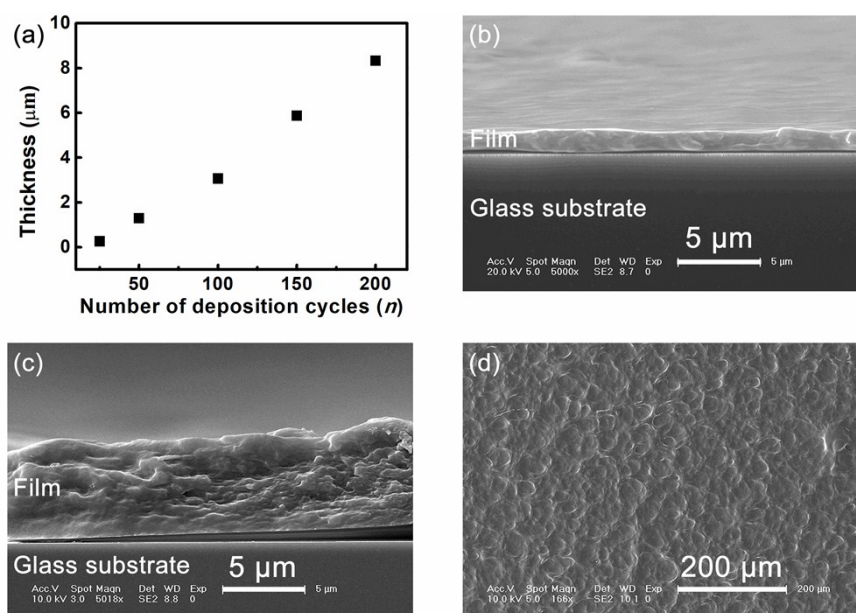 (a)
10
8
6
4
2
0
Thickness (μm)
50 100 150 200
Number of deposition cycles (n)
(b)
Film
Glass substrate
5 μm
Acc.V Spot Magn Det WD Exp
20.0 kV 5.0 5000x SE2 8.7 0
5 μm
(c)
Film
Glass substrate
5 μm
Acc.V Spot Magn Det WD Exp
10.0 kV 3.0 5018x SE2 8.8 0
5 μm
(d)
200 μm
Acc.V Spot Magn Det WD Exp
10.0 kV 5.0 166x SE2 10.1 0
200 μm